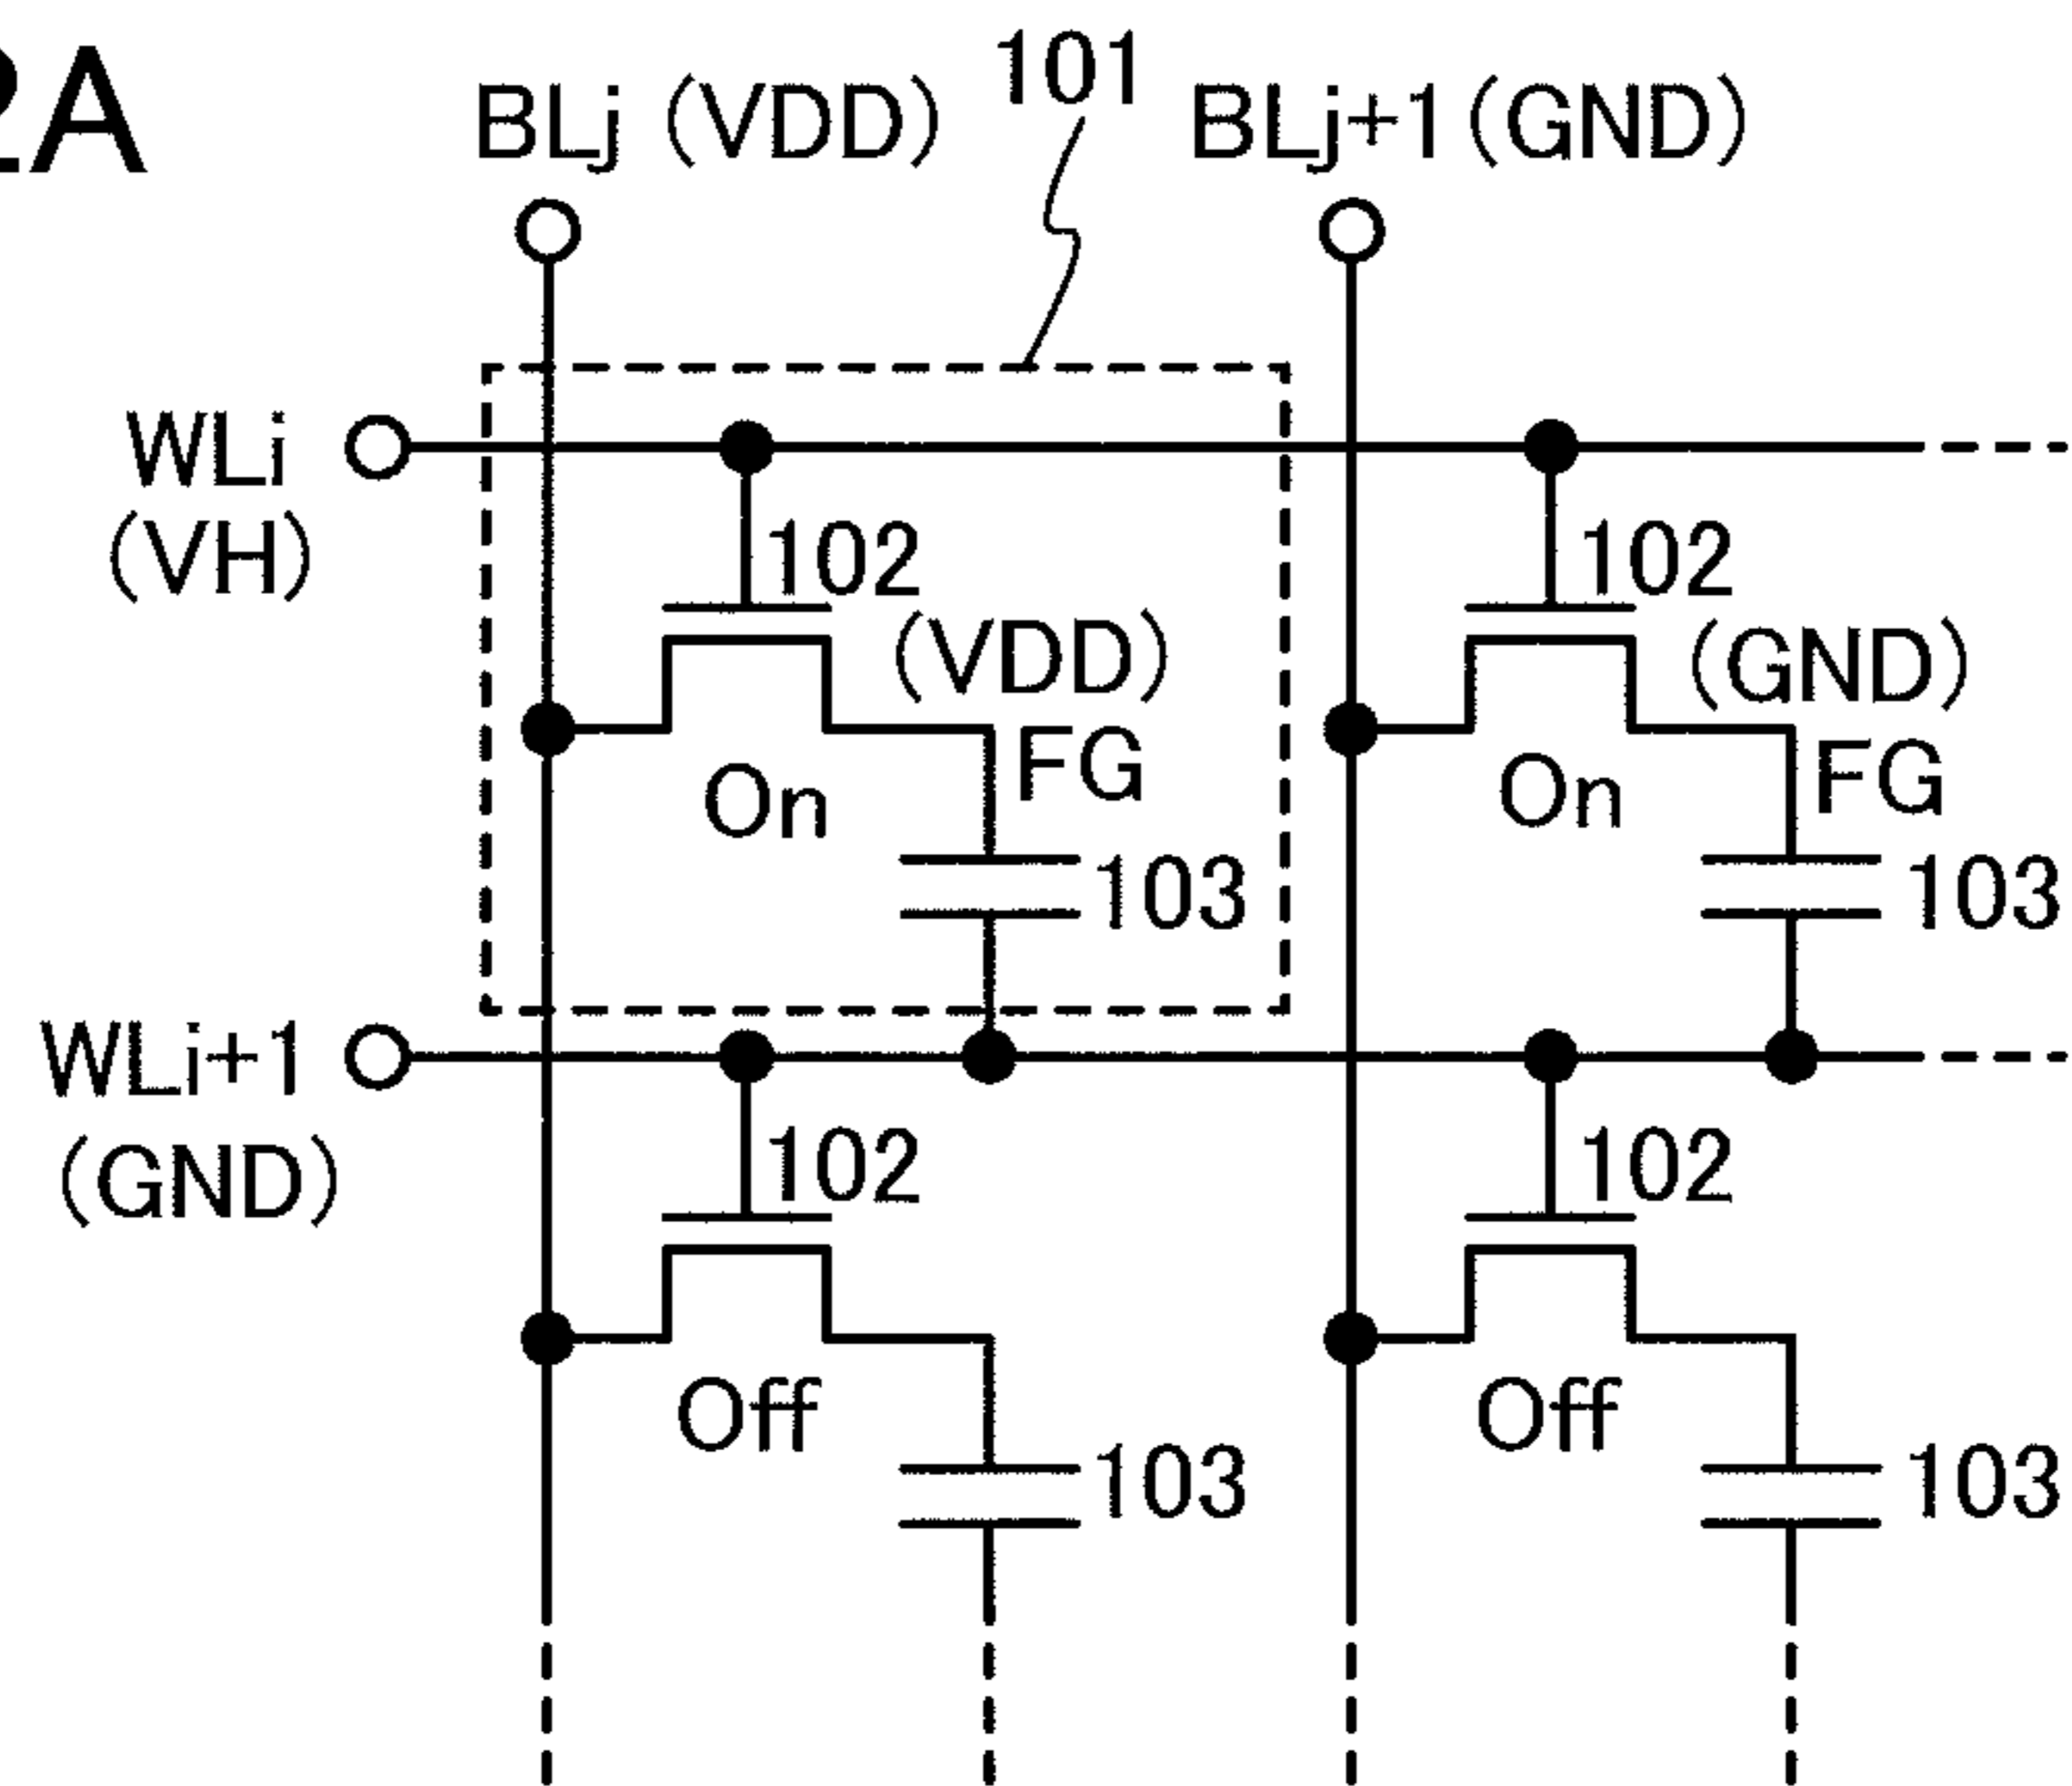 2A
101
BLj (VDD) BLj+1 (GND)
WLi
(VH)
102 102
(VDD) (GND)
FG FG
On On
103 103
WLi+1
(GND)
102 102
Off Off
103 103